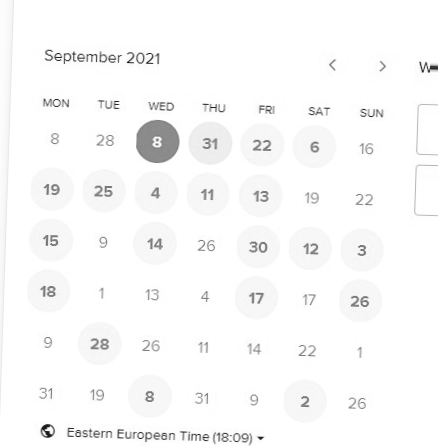 September 2021
MON TUE WED THU FRI SAT SUN
8 28 8 31 22 6 16
19 25 4 11 13 19 22
15 9 14 26 30 12 3
18 1 13 4 17 17 26
9 28 26 11 14 22 1
31 19 8 31 9 2 26
Eastern European Time (18:09)